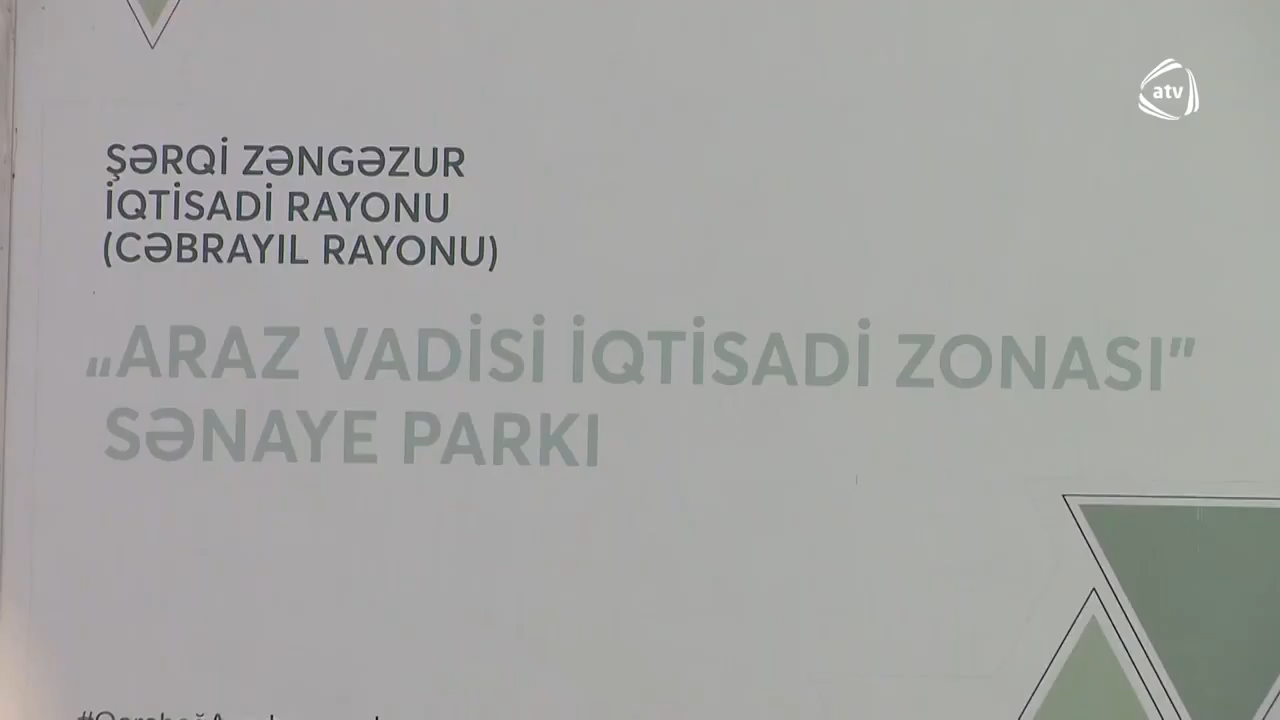 atv
ŞƏRQİ ZƏNGƏZUR
İQTİSADİ RAYONU
(CƏBRAYIL RAYONU)
„ARAZ VADİSİ İQTİSADİ ZONASI”
SƏNAYE PARKI